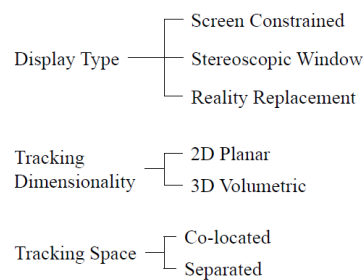 Screen Constrained
Display Type
Stereoscopic Window
Reality Replacement
Tracking
Dimensionality
2D Planar
3D Volumetric
Tracking Space
Co-located
Separated